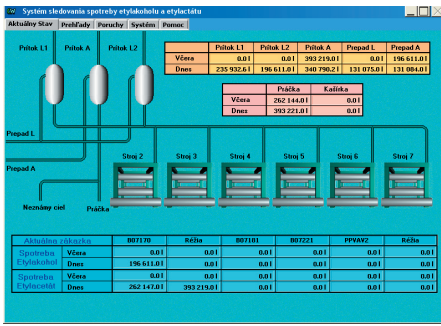 Systém sledovania spotreby etylakoholu a etylactátu
Aktuálny Stav Prehľady Poruchy Systém Pomoc
Prítok L1 Prítok A Prítok L2
Prítok L1 Prítok L2 Prítok A Prepad L Prepad A
Včera 0.0 l 0.0 l 393 219.0 l 0.0 l 196 611.0 l
Dnes 235 932.6 l 196 611.0 l 340 790.2 l 131 075.0 l 131 084.0 l
Práčka Kašírka
Včera 262 144.0 l 0.0 l
Dnes 393 221.0 l 0.0 l
Prepad L
Prepad A
Stroj 2 Stroj 3 Stroj 4 Stroj 5 Stroj 6 Stroj 7
Neznámy ciel Práčka
Aktuálna zákazka B07170 Réžia B07181 B07221 PPVAV2 Réžia
Spotreba Etylakohol Včera 0.0 l 0.0 l 0.0 l 0.0 l 0.0 l 0.0 l
Dnes 196 611.0 l 0.0 l 0.0 l 0.0 l 0.0 l 0.0 l
Spotreba Etylacetát Včera 0.0 l 0.0 l 0.0 l 0.0 l 0.0 l 0.0 l
Dnes 262 147.0 l 393 219.0 l 0.0 l 0.0 l 0.0 l 0.0 l